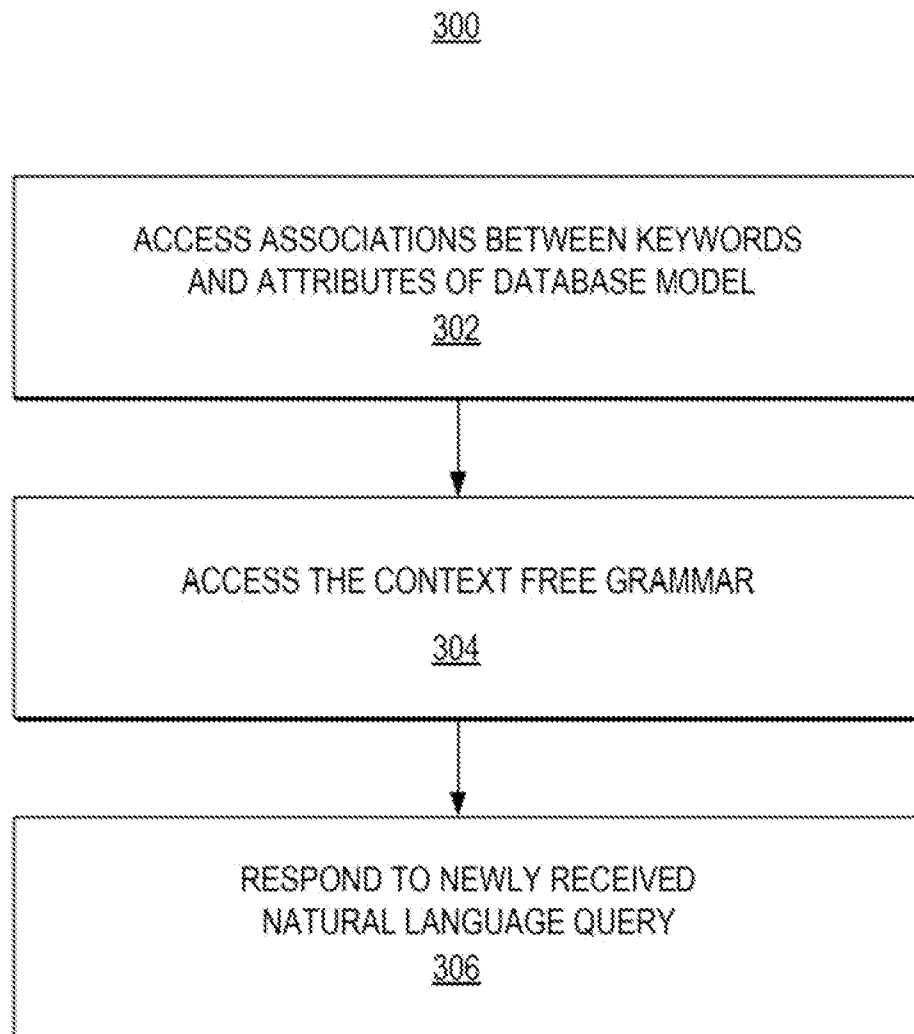 300
ACCESS ASSOCIATIONS BETWEEN KEYWORDS
AND ATTRIBUTES OF DATABASE MODEL
302
ACCESS THE CONTEXT FREE GRAMMAR
304
RESPOND TO NEWLY RECEIVED
NATURAL LANGUAGE QUERY
306